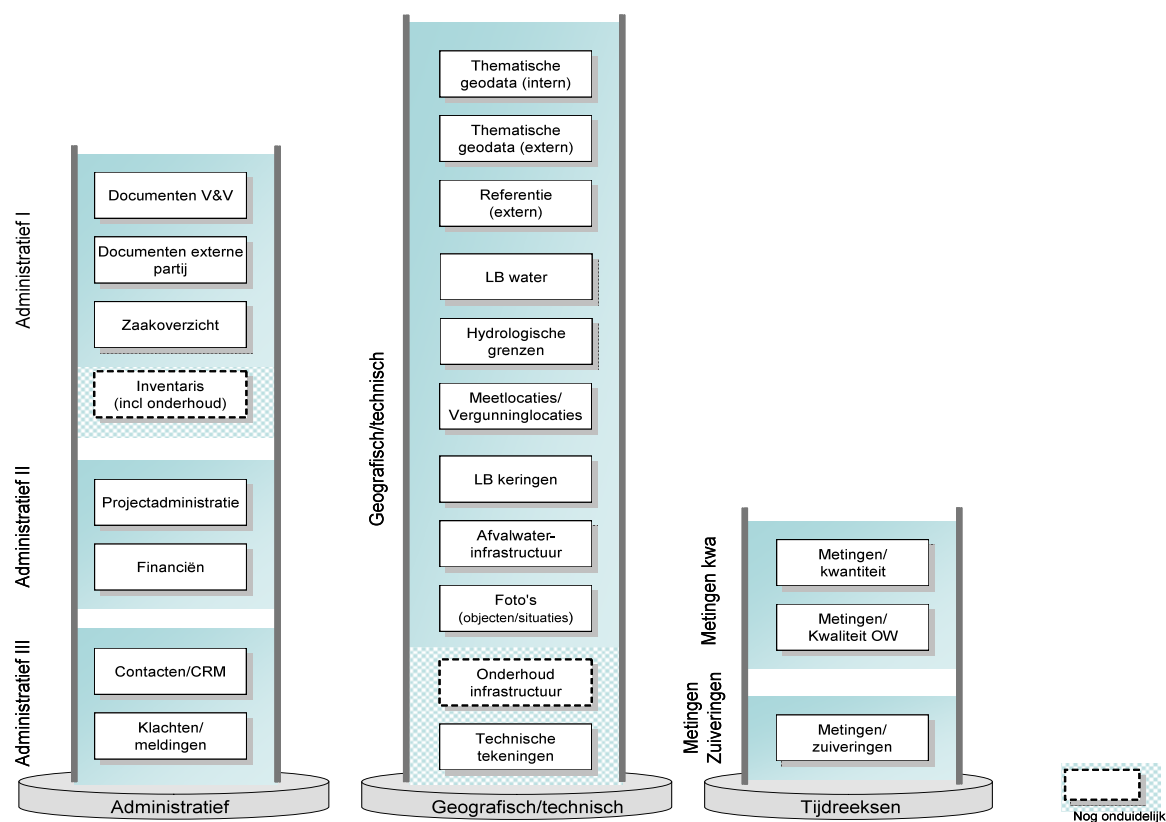 Administratief I
Documenten V&V
Documenten externe
partij
Zaakoverzicht
Inventaris
(incl onderhoud)
Administratief II
Projectadministratie
Financiën
Administratief III
Contacten/CRM
Klachten/
meldingen
Administratief
Geografisch/technisch
Thematische
geodata (intern)
Thematische
geodata (extern)
Referentie
(extern)
LB water
Hydrologische
grenzen
Meetlocaties/
Vergunninglocaties
LB keringen
Afvalwater-
infrastructuur
Foto's
(objecten/situaties)
Onderhoud
infrastructuur
Technische
tekeningen
Geografisch/technisch
Metingen kwa
Metingen/
kwantiteit
Metingen/
Kwaliteit OW
Metingen
Zuiveringen
Metingen/
zuiveringen
Tijdreeksen
Nog onduidelijk